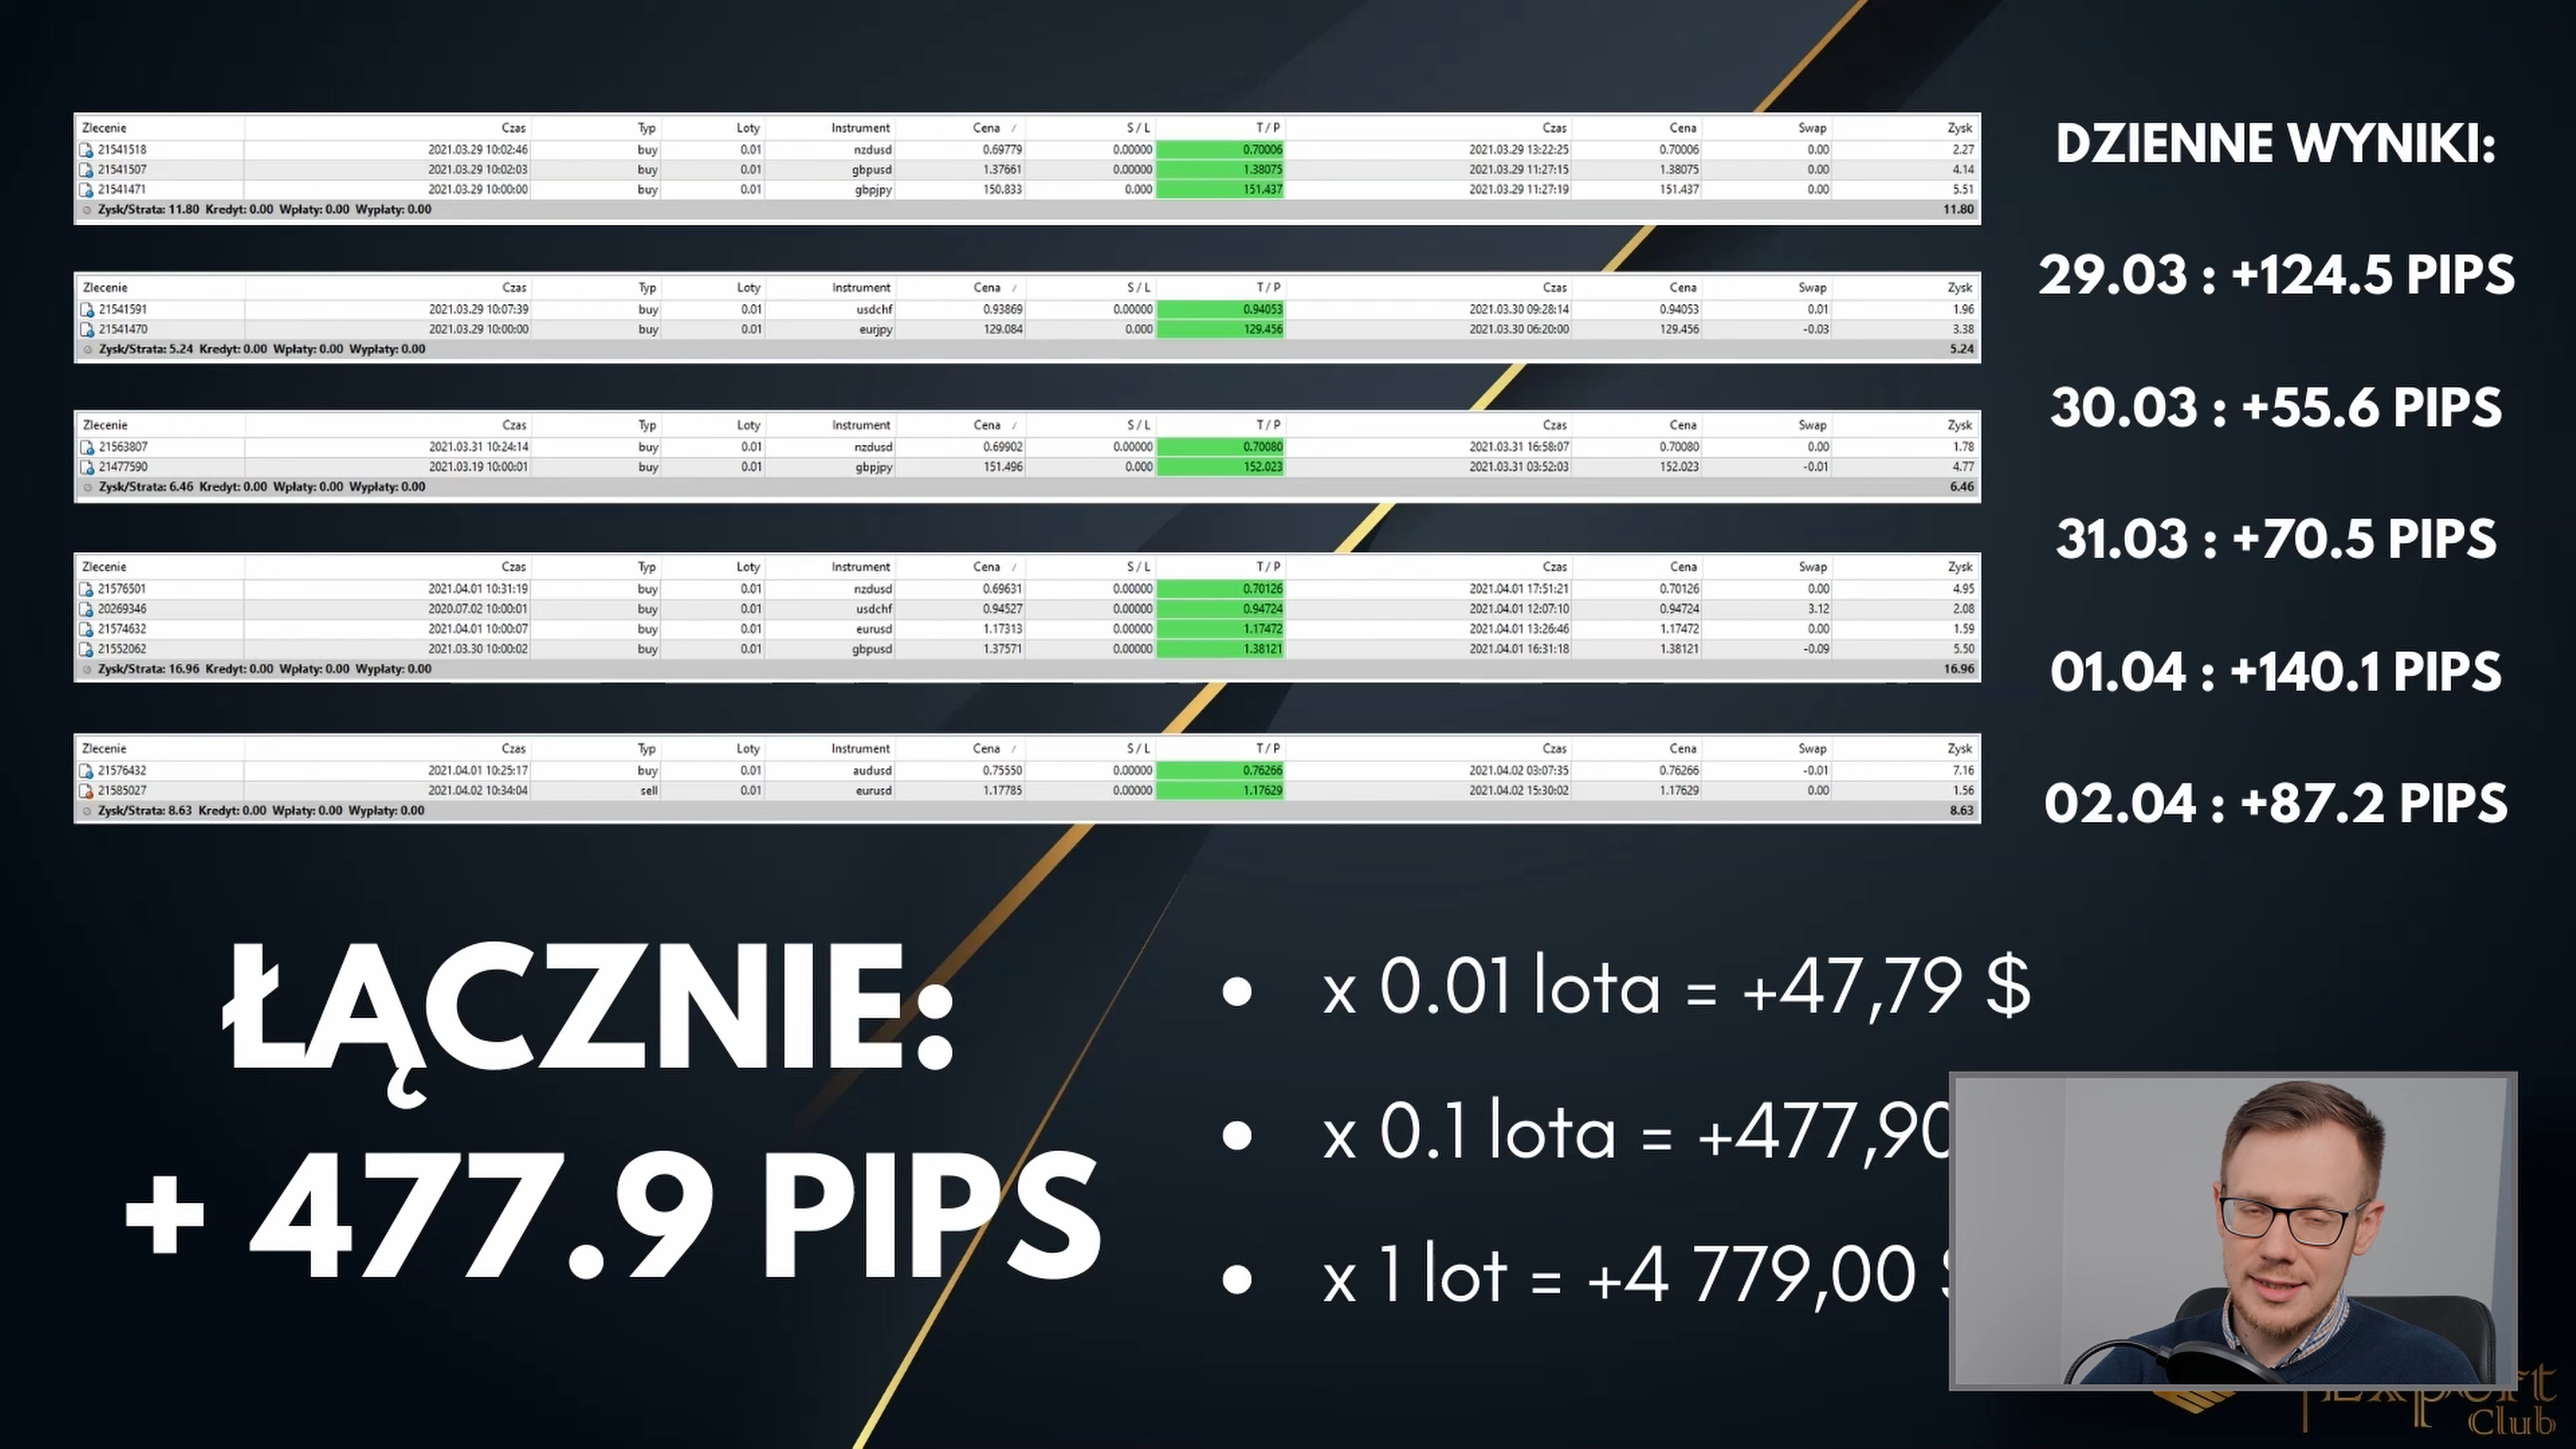 Zlecenie Czas Typ Loty Instrument Cena / S / L T / P Czas Cena Swap Zysk
21541518 2021.03.29 10:02:46 buy 0.01 nzdusd 0.69779 0.00000 0.70006 2021.03.29 13:22:25 0.70006 0.00 2.27
21541507 2021.03.29 10:02:03 buy 0.01 gbpusd 1.37661 0.00000 1.38075 2021.03.29 11:27:15 1.38075 0.00 4.14
21541471 2021.03.29 10:00:00 buy 0.01 gbpjpy 150.833 0.000 151.437 2021.03.29 11:27:19 151.437 0.00 5.51
Zysk/Strata: 11.80 Kredyt: 0.00 Wpłaty: 0.00 Wypłaty: 0.00 11.80
Zlecenie Czas Typ Loty Instrument Cena / S / L T / P Czas Cena Swap Zysk
21541591 2021.03.29 10:07:39 buy 0.01 usdchf 0.93869 0.00000 0.94053 2021.03.30 09:28:14 0.94053 0.01 1.96
21541470 2021.03.29 10:00:00 buy 0.01 eurjpy 129.084 0.000 129.456 2021.03.30 06:20:00 129.456 -0.03 3.38
Zysk/Strata: 5.24 Kredyt: 0.00 Wpłaty: 0.00 Wypłaty: 0.00 5.24
Zlecenie Czas Typ Loty Instrument Cena / S / L T / P Czas Cena Swap Zysk
21563807 2021.03.31 10:24:14 buy 0.01 nzdusd 0.69902 0.00000 0.70080 2021.03.31 16:58:07 0.70080 0.00 1.78
21477590 2021.03.19 10:00:01 buy 0.01 gbpjpy 151.496 0.000 152.023 2021.03.31 03:52:03 152.023 -0.01 4.77
Zysk/Strata: 6.46 Kredyt: 0.00 Wpłaty: 0.00 Wypłaty: 0.00 6.46
Zlecenie Czas Typ Loty Instrument Cena / S / L T / P Czas Cena Swap Zysk
21576501 2021.04.01 10:31:19 buy 0.01 nzdusd 0.69631 0.00000 0.70126 2021.04.01 17:51:21 0.70126 0.00 4.95
20269346 2020.07.02 10:00:01 buy 0.01 usdchf 0.94527 0.00000 0.94724 2021.04.01 12:07:10 0.94724 3.12 2.08
21574632 2021.04.01 10:00:07 buy 0.01 eurusd 1.17313 0.00000 1.17472 2021.04.01 13:26:46 1.17472 0.00 1.59
21552062 2021.03.30 10:00:02 buy 0.01 gbpusd 1.37571 0.00000 1.38121 2021.04.01 16:31:18 1.38121 -0.09 5.50
Zysk/Strata: 16.96 Kredyt: 0.00 Wpłaty: 0.00 Wypłaty: 0.00 16.96
Zlecenie Czas Typ Loty Instrument Cena / S / L T / P Czas Cena Swap Zysk
21576432 2021.04.01 10:25:17 buy 0.01 audusd 0.75550 0.00000 0.76266 2021.04.02 03:07:35 0.76266 -0.01 7.16
21585027 2021.04.02 10:34:04 sell 0.01 eurusd 1.17785 0.00000 1.17629 2021.04.02 15:30:02 1.17629 0.00 1.56
Zysk/Strata: 8.63 Kredyt: 0.00 Wpłaty: 0.00 Wypłaty: 0.00 8.63
DZIENNE WYNIKI:
29.03 : +124.5 PIPS
30.03 : +55.6 PIPS
31.03 : +70.5 PIPS
01.04 : +140.1 PIPS
02.04 : +87.2 PIPS
ŁĄCZNIE:
+ 477.9 PIPS
• x 0.01 lota = +47,79 $
• x 0.1 lota = +477,90
• x 1 lot = +4 779,00 $
Club